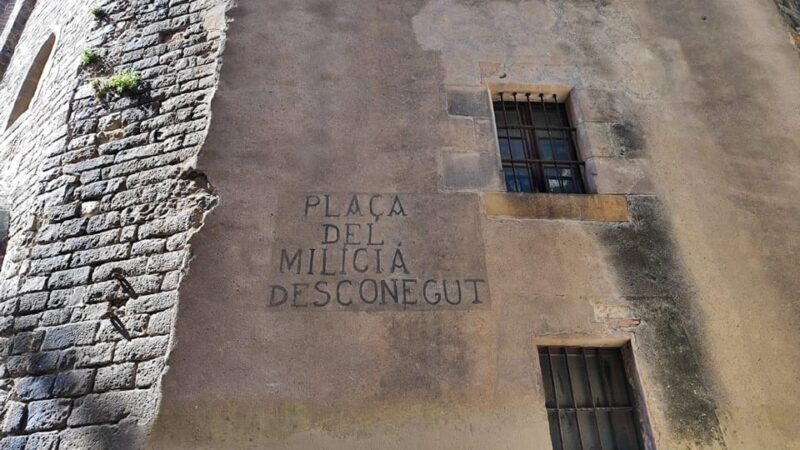 PLAÇA
DEL
MILICIÀ
DESCONEGUT